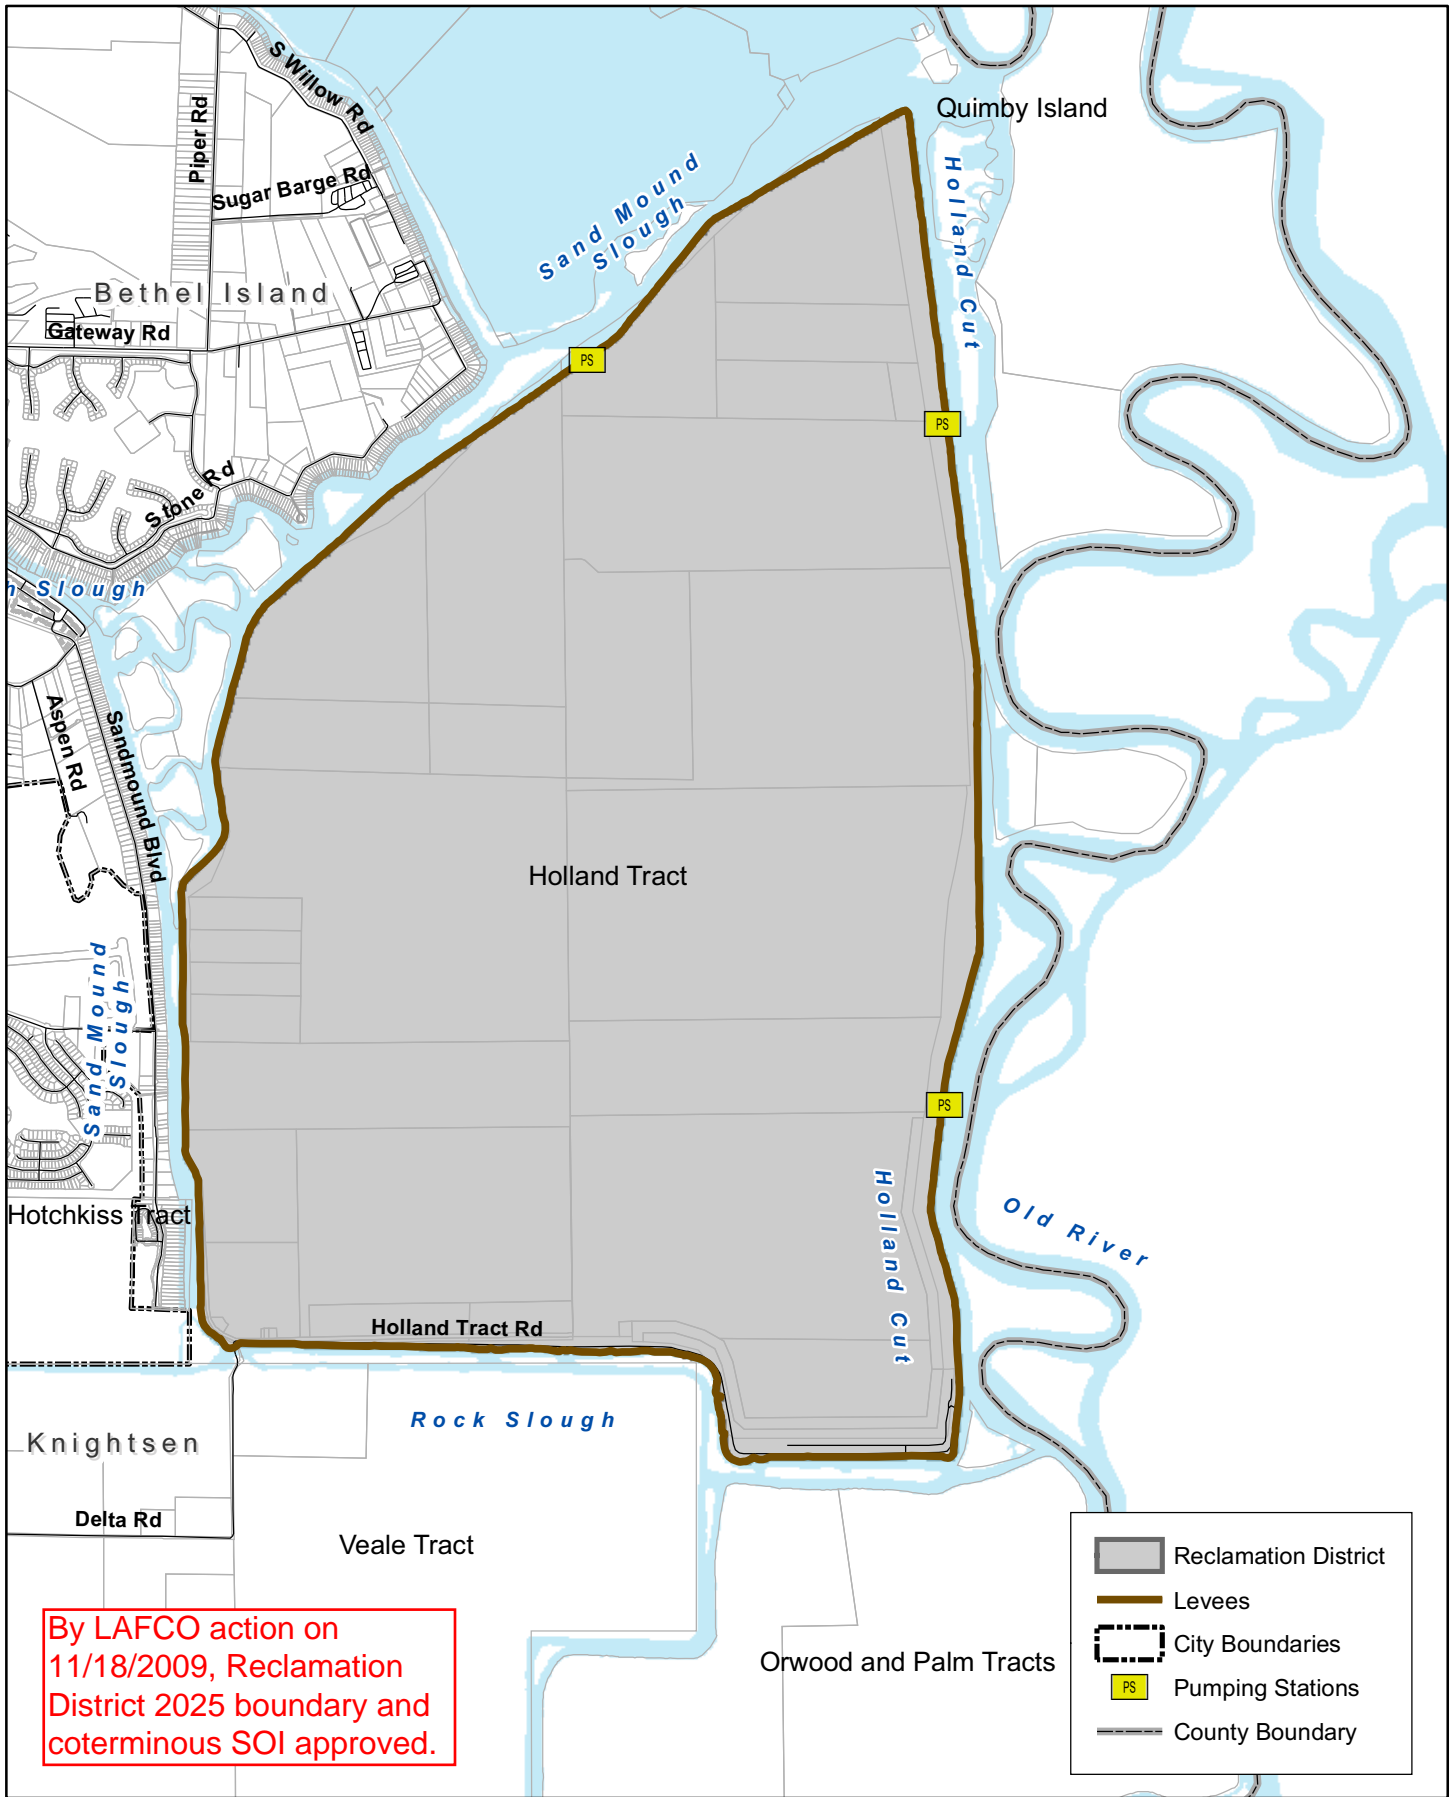 S Willow Rd
Piper Rd
Sugar Barge Rd
Bethel Island
Gateway Rd
Stone Rd
Quimby Island
Sand Mound
Slough
Holland Cut
PS
PS
h Slough
Aspen Rd
Sandmound Blvd
Holland Tract
Sand Mound
Slough
PS
Hotchkiss Tract
Holland Cut
Old River
Holland Tract Rd
Rock Slough
Knightsen
Delta Rd
Veale Tract
Orwood and Palm Tracts
By LAFCO action on
11/18/2009, Reclamation
District 2025 boundary and
coterminous SOI approved.
Reclamation District
Levees
City Boundaries
PS Pumping Stations
County Boundary